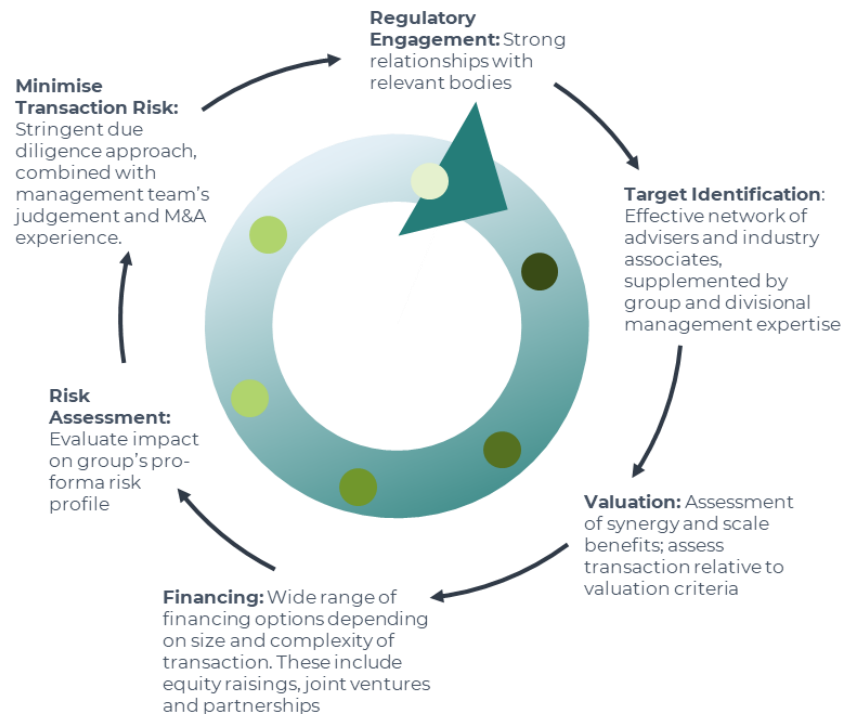 Regulatory
Engagement: Strong
relationships with
relevant bodies
Target Identification:
Effective network of
advisers and industry
associates,
supplemented by
group and divisional
management expertise
Valuation: Assessment
of synergy and scale
benefits; assess
transaction relative to
valuation criteria
Financing: Wide range of
financing options depending
on size and complexity of
transaction. These include
equity raisings, joint ventures
and partnerships
Risk
Assessment:
Evaluate impact
on group's pro-
forma risk
profile
Minimise
Transaction Risk:
Stringent due
diligence approach,
combined with
management team's
judgement and M&A
experience.